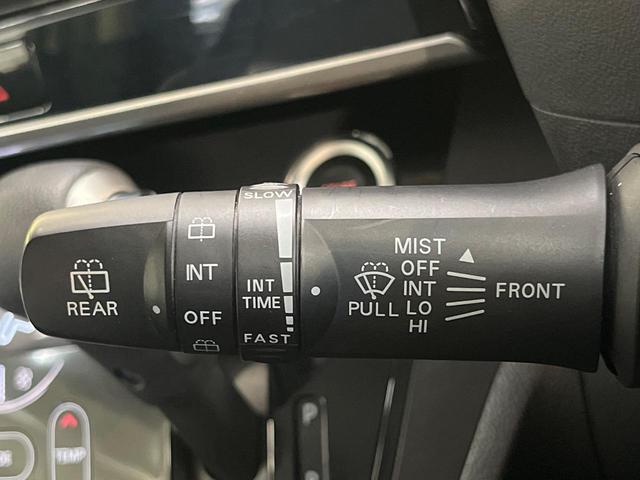 REAR
INT
OFF
SLOW
INT
TIME
FAST
PULL
MIST
OFF
INT
LO
HI
FRONT
TEMP
P